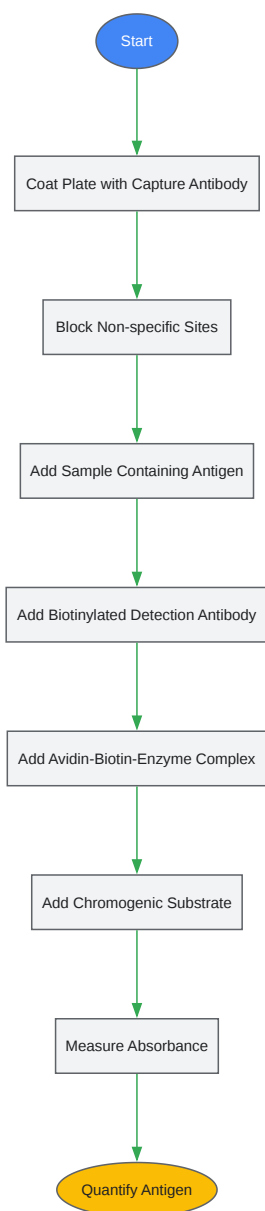 Start
Coat Plate with Capture Antibody
Block Non-specific Sites
Add Sample Containing Antigen
Add Biotinylated Detection Antibody
Add Avidin-Biotin-Enzyme Complex
Add Chromogenic Substrate
Measure Absorbance
Quantify Antigen